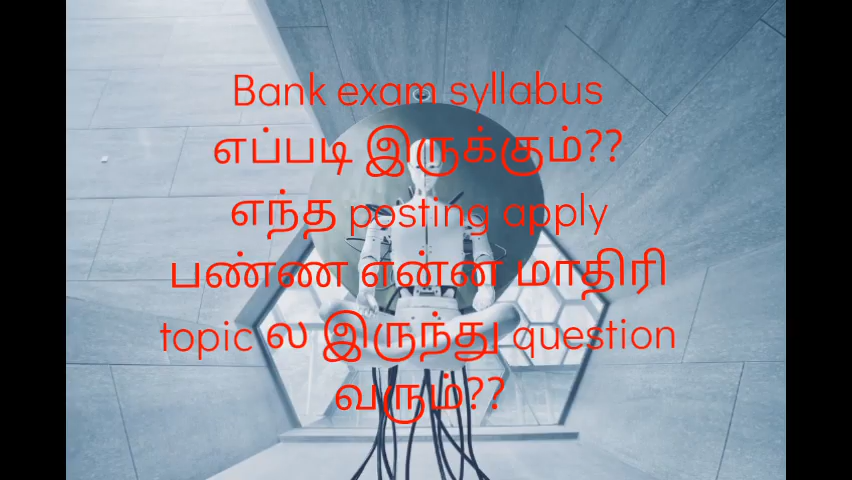 Bank exam syllabus
எப்படி இருக்கும்??
எந்த posting apply
பண்ண என்ன மாதிரி
topic ல இருந்து question
வரும்??